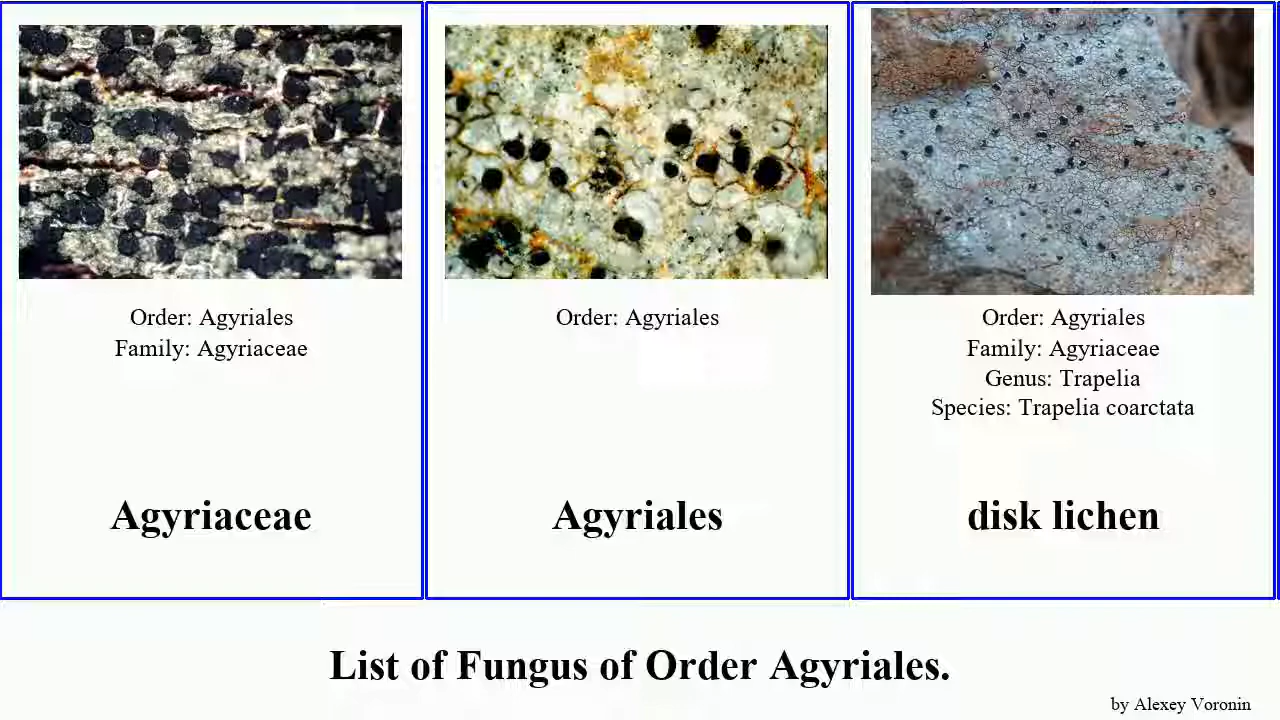 Order: Agyriales
Family: Agyriaceae
Agyriaceae
Order: Agyriales
Agyriales
Order: Agyriales
Family: Agyriaceae
Genus: Trapelia
Species: Trapelia coarctata
disk lichen
List of Fungus of Order Agyriales.
by Alexey Voronin